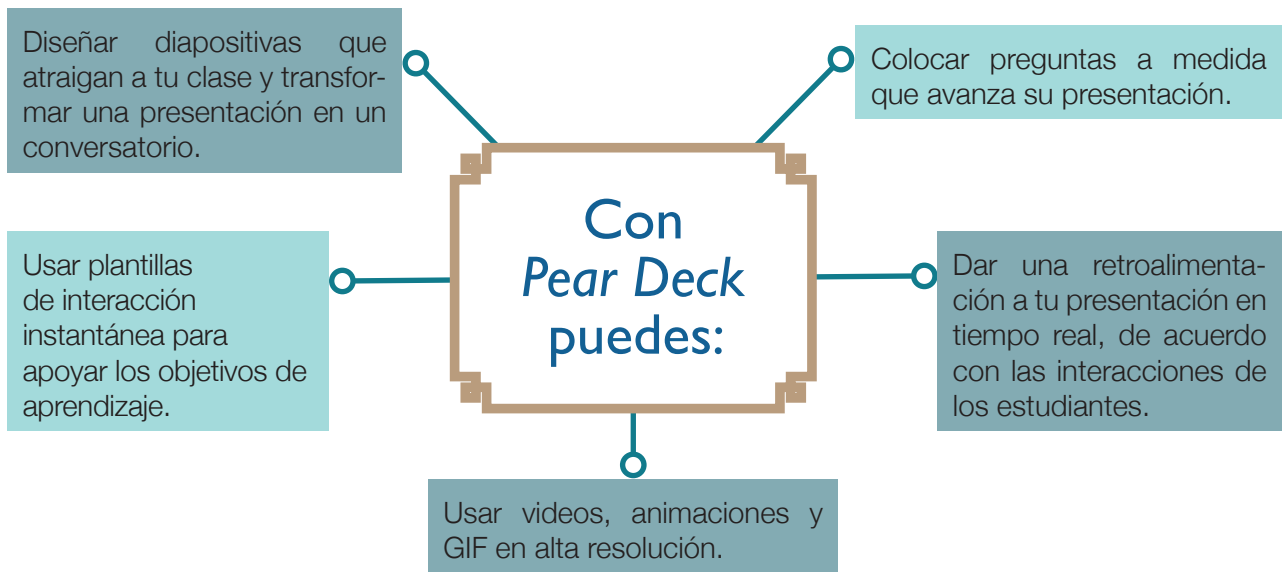 Diseñar diapositivas que
atraigan a tu clase y transfor-
mar una presentación en un
conversatorio.
Colocar preguntas a medida
que avanza su presentación.
Con
Pear Deck
puedes:
Usar plantillas
de interacción
instantánea para
apoyar los objetivos de
aprendizaje.
Dar una retroalimenta-
ción a tu presentación en
tiempo real, de acuerdo
con las interacciones de
los estudiantes.
Usar videos, animaciones y
GIF en alta resolución.